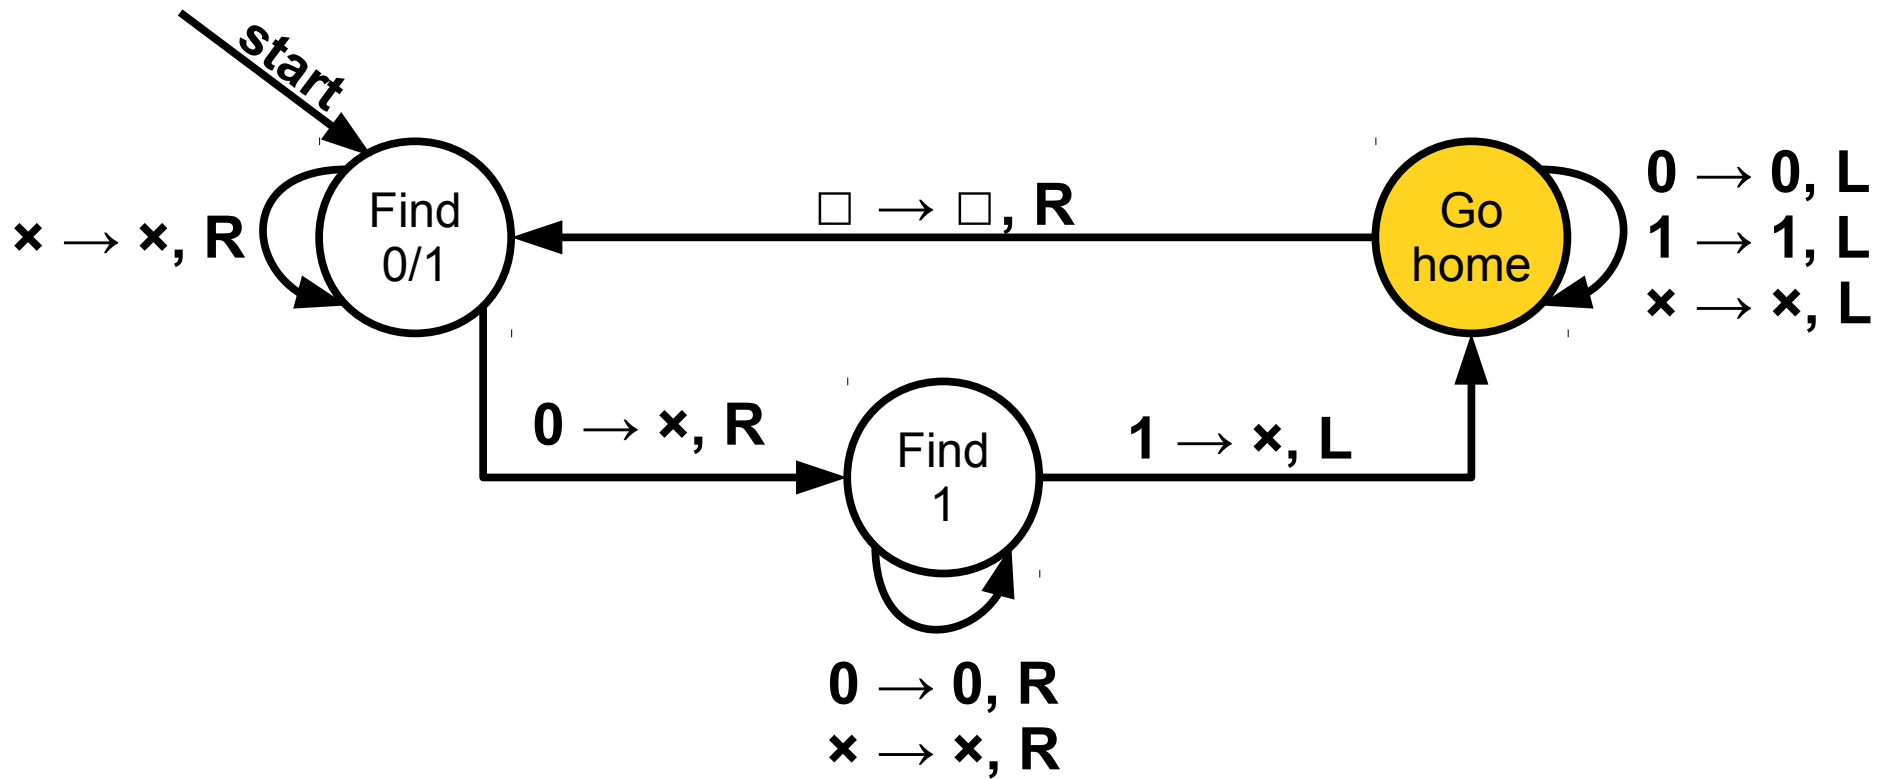 start
Find
0/1
× → ×, R
□ → □, R
Go
home
0 → 0, L
1 → 1, L
× → ×, L
0 → ×, R
Find
1
1 → ×, L
0 → 0, R
× → ×, R